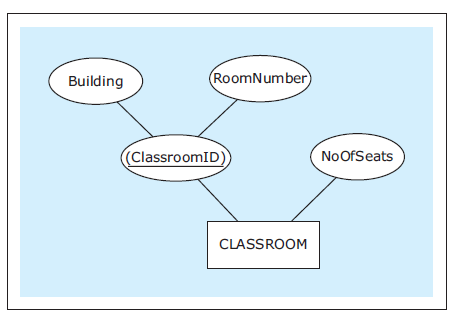 Building
RoomNumber
(ClassroomID)
NoOfSeats
CLASSROOM